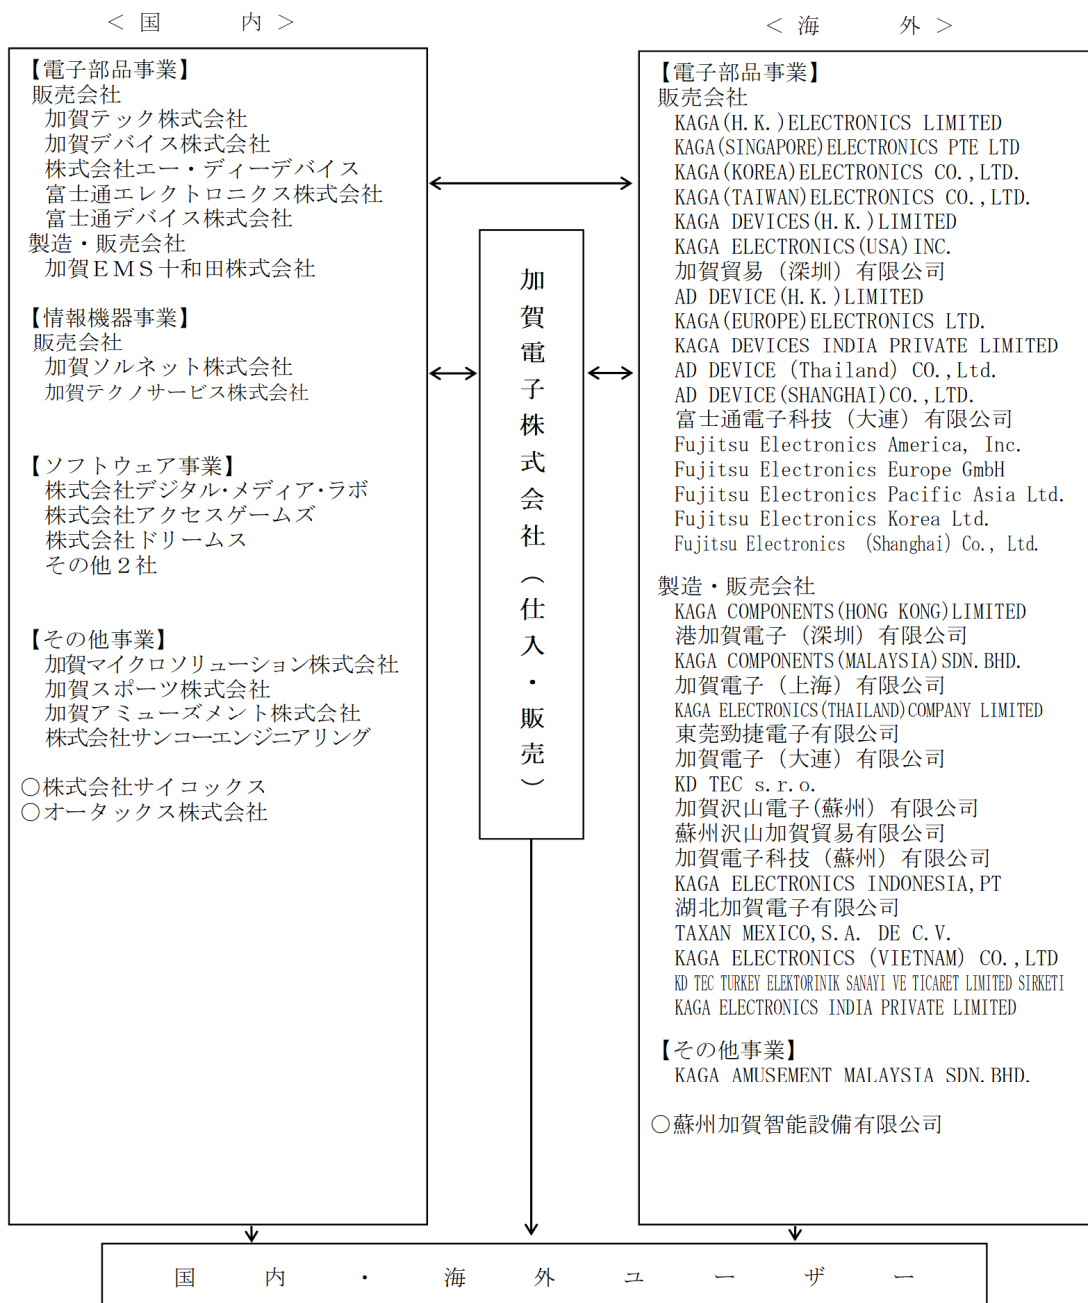 ＜ 国 内 ＞
【電子部品事業】
販売会社
加賀テック株式会社
加賀デバイス株式会社
株式会社エー・ディーデバイス
富士通エレクトロニクス株式会社
富士通デバイス株式会社
製造・販売会社
加賀ＥＭＳ十和田株式会社
【情報機器事業】
販売会社
加賀ソルネット株式会社
加賀テクノサービス株式会社
【ソフトウェア事業】
株式会社デジタル・メディア・ラボ
株式会社アクセスゲームズ
株式会社ドリームス
その他２社
【その他事業】
加賀マイクロソリューション株式会社
加賀スポーツ株式会社
加賀アミューズメント株式会社
株式会社サンコーエンジニアリング
○株式会社サイコックス
○オータックス株式会社
加賀電子株式会社（仕入・販売）
＜ 海 外 ＞
【電子部品事業】
販売会社
KAGA(H.K.)ELECTRONICS LIMITED
KAGA(SINGAPORE)ELECTRONICS PTE LTD
KAGA(KOREA)ELECTRONICS CO.,LTD.
KAGA(TAIWAN)ELECTRONICS CO.,LTD.
KAGA DEVICES(H.K.)LIMITED
KAGA ELECTRONICS(USA)INC.
加賀貿易（深圳）有限公司
AD DEVICE(H.K.)LIMITED
KAGA(EUROPE)ELECTRONICS LTD.
KAGA DEVICES INDIA PRIVATE LIMITED
AD DEVICE (Thailand) CO.,Ltd.
AD DEVICE(SHANGHAI)CO.,LTD.
富士通電子科技（大連）有限公司
Fujitsu Electronics America, Inc.
Fujitsu Electronics Europe GmbH
Fujitsu Electronics Pacific Asia Ltd.
Fujitsu Electronics Korea Ltd.
Fujitsu Electronics (Shanghai) Co., Ltd.
製造・販売会社
KAGA COMPONENTS(HONG KONG)LIMITED
港加賀電子（深圳）有限公司
KAGA COMPONENTS(MALAYSIA)SDN.BHD.
加賀電子（上海）有限公司
KAGA ELECTRONICS(THAILAND)COMPANY LIMITED
東莞勁捷電子有限公司
加賀電子（大連）有限公司
KD TEC s.r.o.
加賀沢山電子(蘇州）有限公司
蘇州沢山加賀貿易有限公司
加賀電子科技（蘇州）有限公司
KAGA ELECTRONICS INDONESIA,PT
湖北加賀電子有限公司
TAXAN MEXICO,S.A. DE C.V.
KAGA ELECTRONICS (VIETNAM) CO.,LTD
KD TEC TURKEY ELEKTORINIK SANAYI VE TICARET LIMITED SIRKETI
KAGA ELECTRONICS INDIA PRIVATE LIMITED
【その他事業】
KAGA AMUSEMENT MALAYSIA SDN.BHD.
○蘇州加賀智能設備有限公司
国 内 ・ 海 外 ユ ー ザ ー